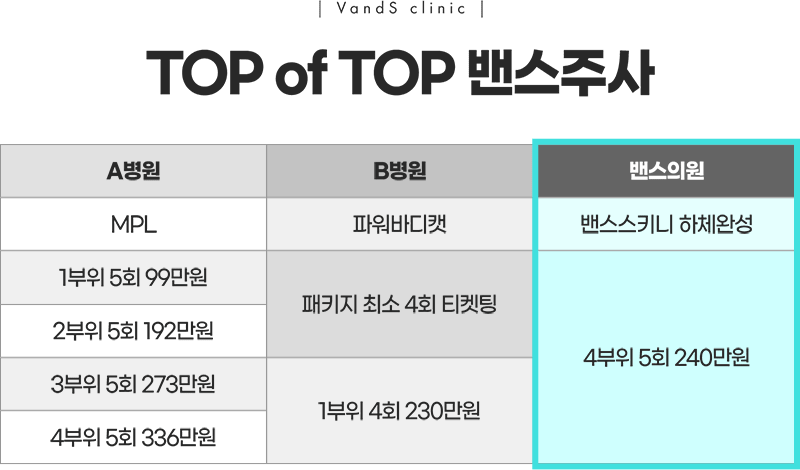 | VandS clinic |
TOP of TOP 밴스주사
A병원 B병원 밴스의원
MPL 파워바디캣 밴스스키니 하체완성
1부위 5회 99만원
패키지 최소 4회 티켓팅
2부위 5회 192만원
4부위 5회 240만원
3부위 5회 273만원
1부위 4회 230만원
4부위 5회 336만원